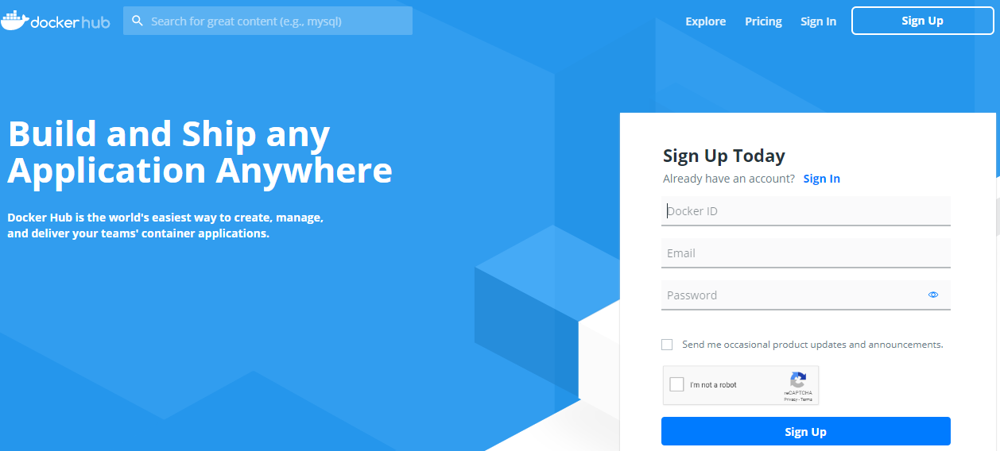 docker hub
Search for great content (e.g., mysql)
Explore
Pricing
Sign In
Sign Up
Build and Ship any
Application Anywhere
Docker Hub is the world's easiest way to create, manage,
and deliver your teams' container applications.
Sign Up Today
Already have an account? Sign In
Docker ID
Email
Password
Send me occasional product updates and announcements.
I'm not a robot
reCAPTCHA
Privacy - Terms
Sign Up